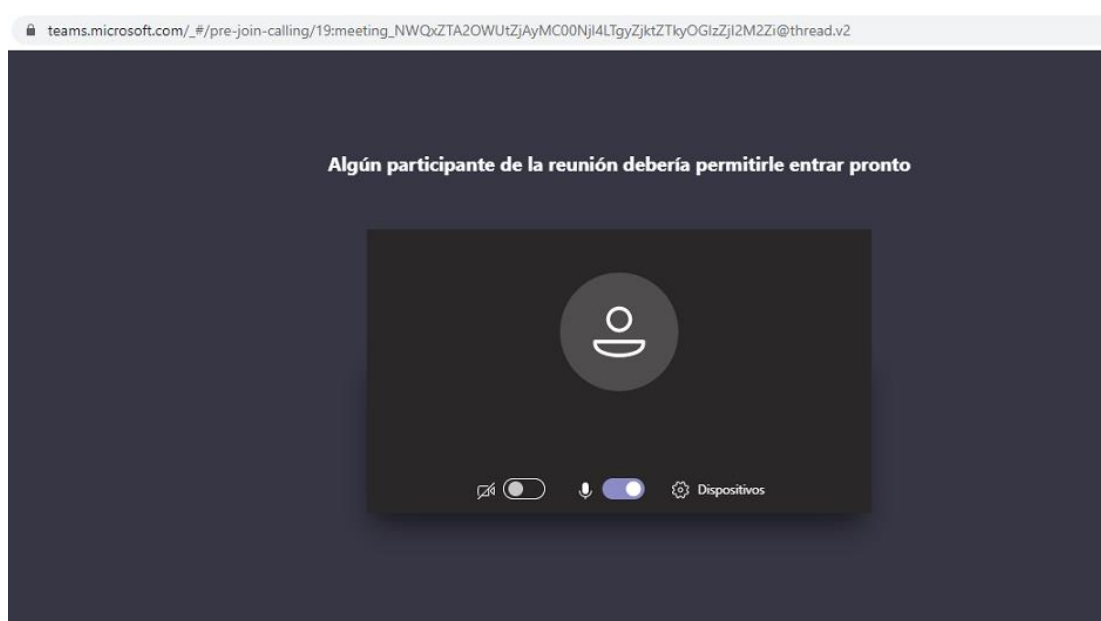 teams.microsoft.com/_#/pre-join-calling/19:meeting_NWQxZTA2OWUtZjAyMC00NjI4LTgyZjktZTkyOGIzZjI2M2Zi@thread.v2
Algún participante de la reunión debería permitirle entrar pronto
Dispositivos